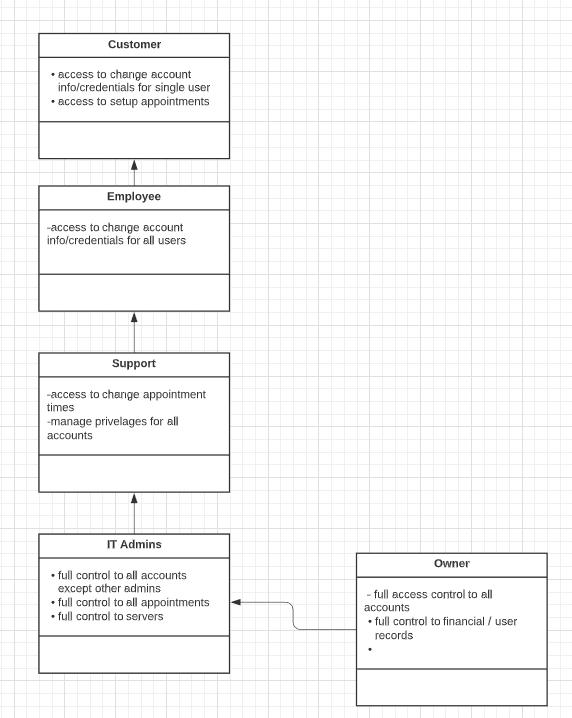 Customer
• access to change account
info/credentials for single user
• access to setup appointments
Employee
-access to change account
info/credentials for all users
Support
-access to change appointment
times
-manage privelages for all
accounts
IT Admins
• full control to all accounts
except other admins
• full control to all appointments
• full control to servers
Owner
- full access control to all
accounts
• full control to financial / user
records
•